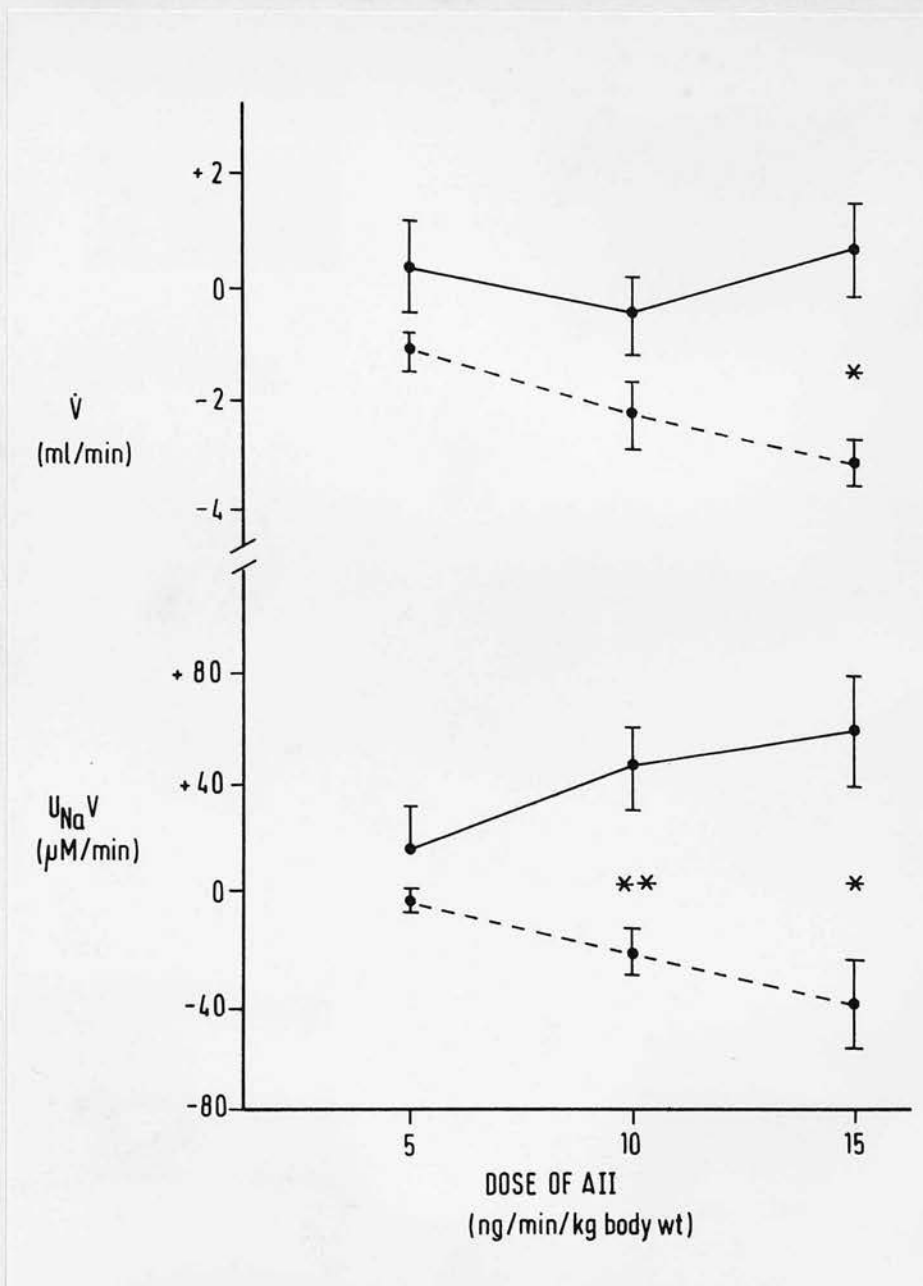 +2
0
-2
-4
V̇
(ml/min)
*
+80
+40
0
-40
-80
U_Na V
(μM/min)
** *
5 10 15
DOSE OF AII
(ng/min/kg body wt)